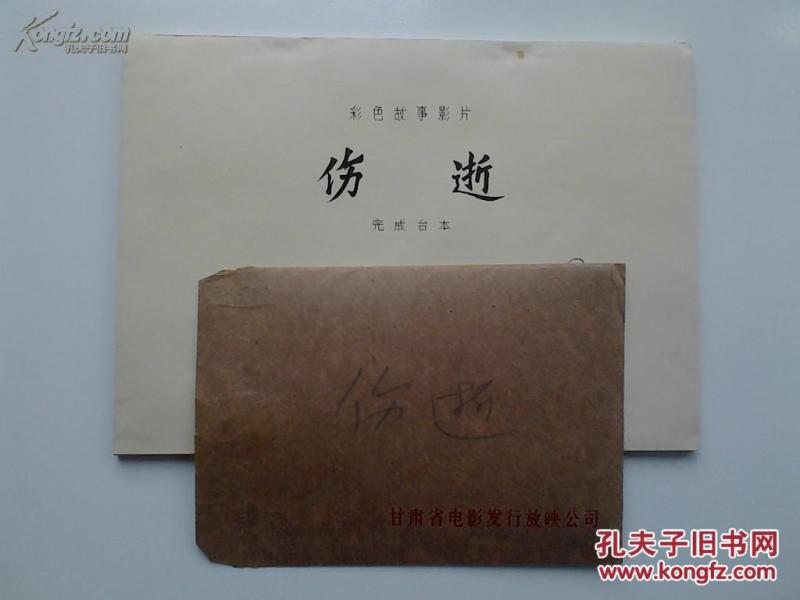 Kongfz.com
孔夫子旧书网
彩色故事影片
伤逝
完成台本
伤逝
甘肃省电影发行放映公司
孔夫子旧书网
www.kongfz.com